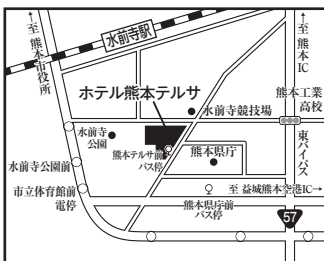 ←至 熊本市役所
水前寺駅
←至 熊本IC
ホテル熊本テルサ
熊本工業
高校
水前寺競技場
水前寺
公園
東バイパス
熊本テルサ前
バス停
熊本県庁
水前寺公園前
市立体育館前
電停
至 益城熊本空港IC→
熊本県庁前
バス停
57